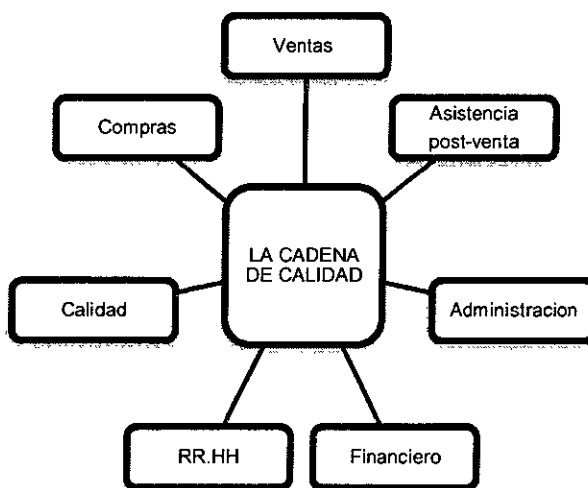 Ventas
Compras
Asistencia
post-venta
LA CADENA
DE CALIDAD
Calidad
Administracion
RR.HH
Financiero